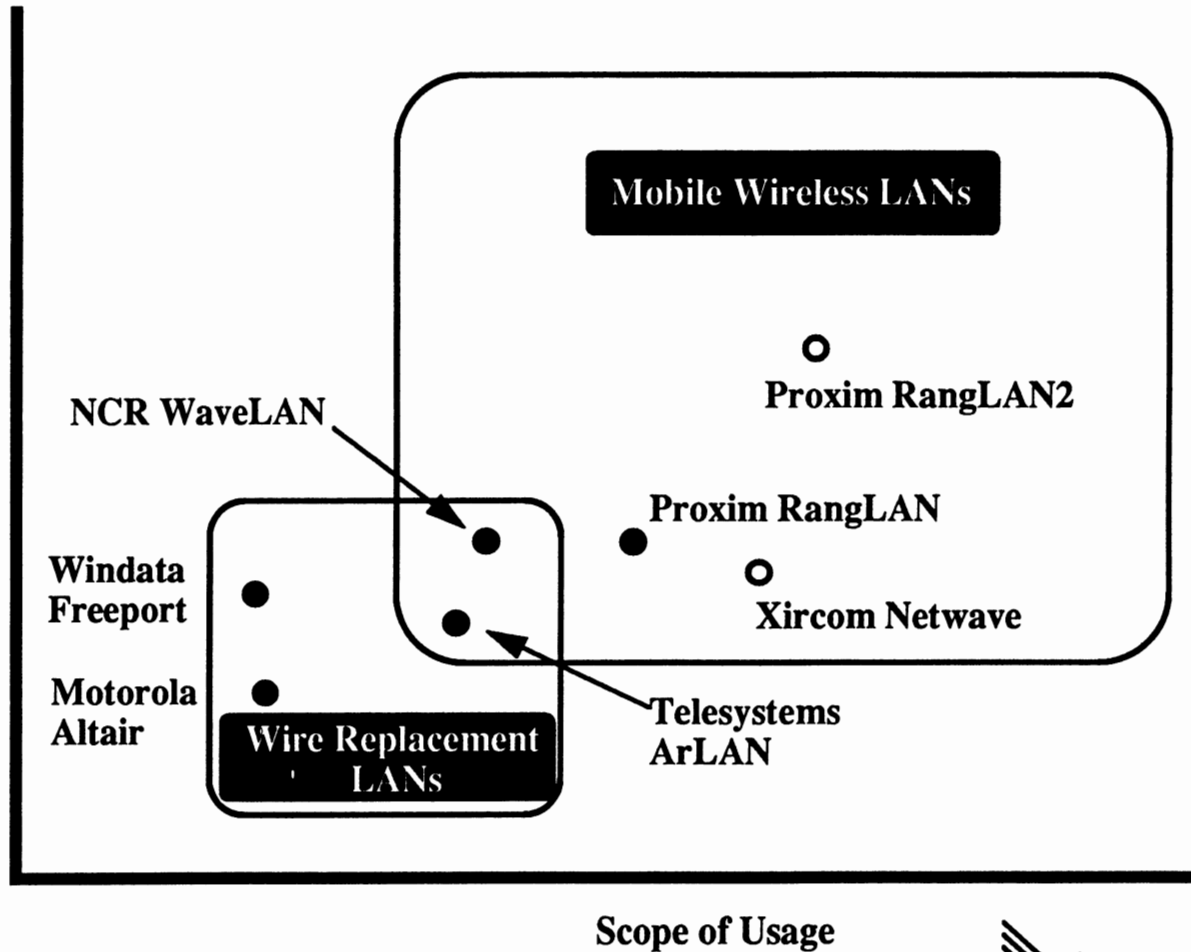 Mobile Wireless LANs
Proxim RangLAN2
NCR WaveLAN
Proxim RangLAN
Windata
Freeport
Xircom Netwave
Motorola
Altair
Telesystems
ArLAN
Wire Replacement
LANs
Scope of Usage